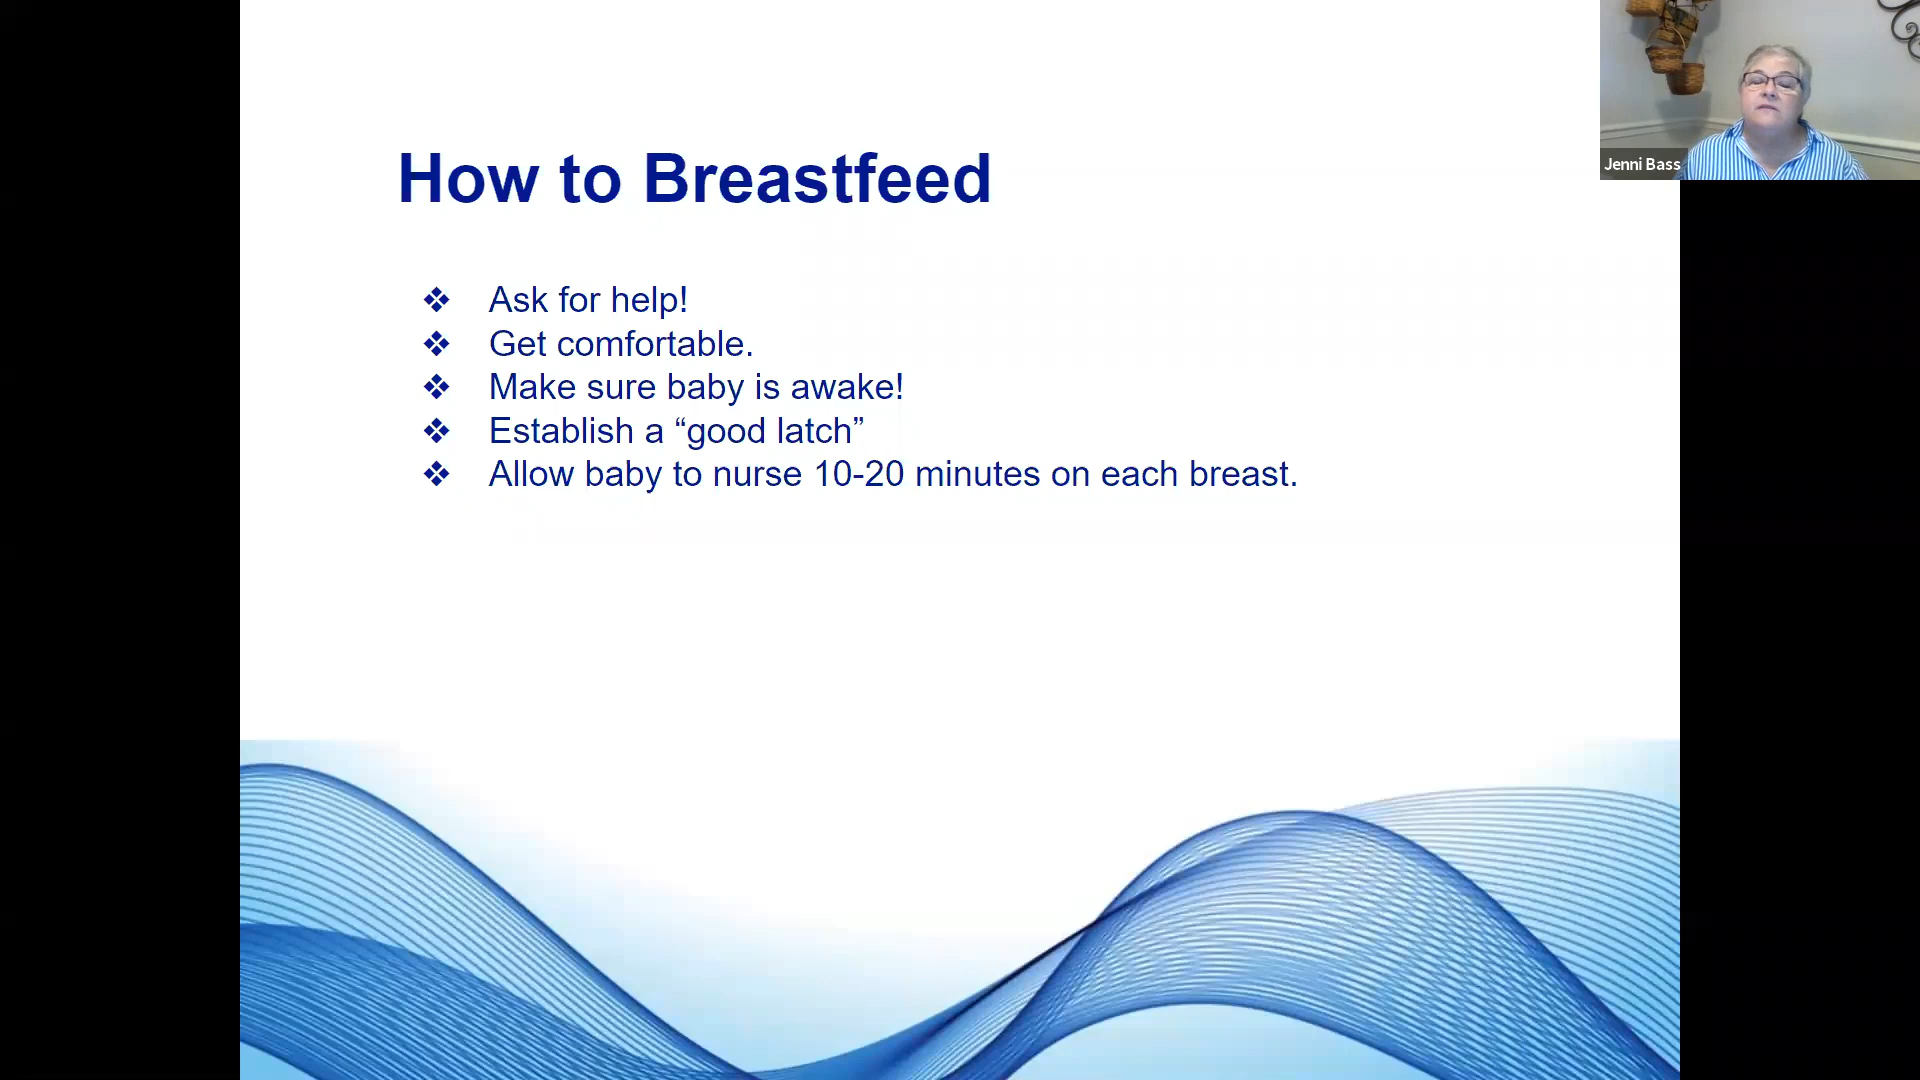 How to Breastfeed
❖ Ask for help!
❖ Get comfortable.
❖ Make sure baby is awake!
❖ Establish a “good latch”
❖ Allow baby to nurse 10-20 minutes on each breast.
Jenni Bass